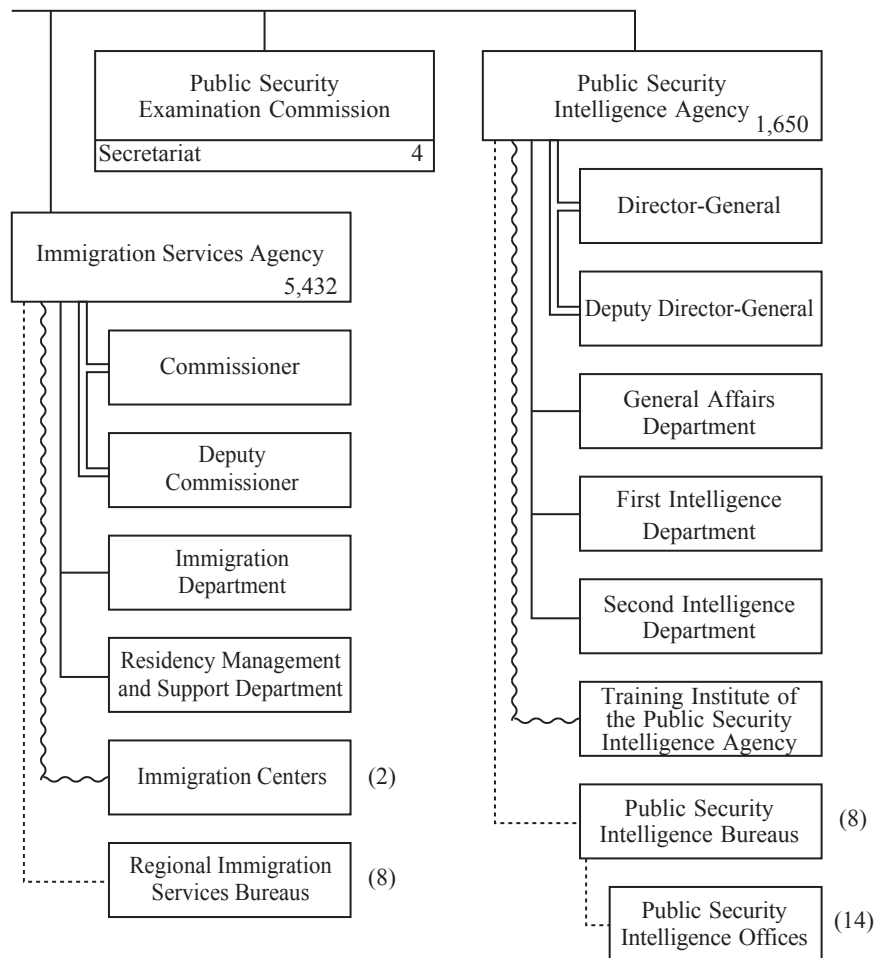 Public Security
Examination Commission
Secretariat 4
Public Security
Intelligence Agency
1,650
Director-General
Deputy Director-General
General Affairs
Department
First Intelligence
Department
Second Intelligence
Department
Training Institute of
the Public Security
Intelligence Agency
Public Security
Intelligence Bureaus
(8)
Public Security
Intelligence Offices
(14)
Immigration Services Agency
5,432
Commissioner
Deputy
Commissioner
Immigration
Department
Residency Management
and Support Department
Immigration Centers
(2)
Regional Immigration
Services Bureaus
(8)